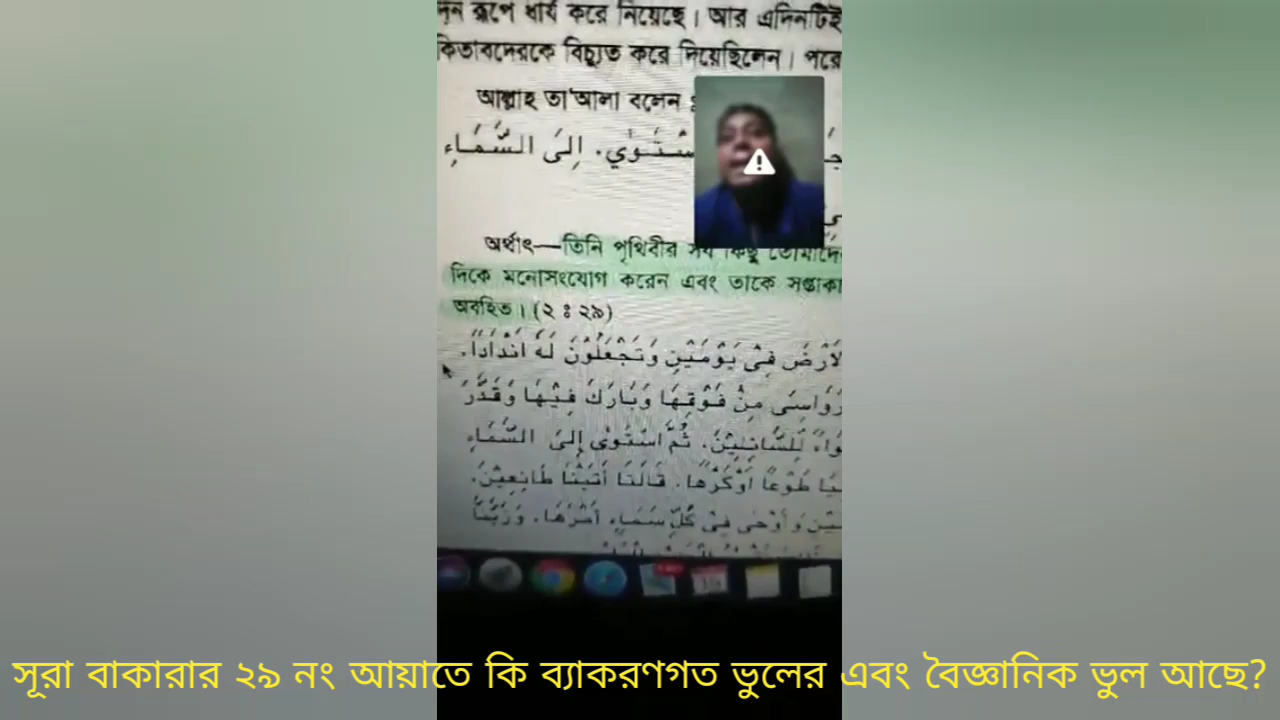 দিন রূপে ধার্য করে নিয়েছে। আর এদিনটিই
কিতাবদেরকে বিচ্যুত করে দিয়েছিলেন। পরে
আল্লাহ তা'আলা বলেন ঃ
سْتَوٰي. اِلَى السَّمَاءِ
অর্থাৎ—তিনি পৃথিবীর সব কিছু তোমাদের
দিকে মনোসংযোগ করেন এবং তাকে সপ্তাকা
অবহিত। (২ ঃ ২৯)
لْاَرْضَ فِىْ يَوْمَيْنِ وَتَجْعَلُوْنَ لَهُ اَنْدَادًا.
رَوَاسِىَ مِنْ فَوْقِهَا وَبَارَكَ فِيْهَا وَقَدَّرَ
وَاءً لِّلسَّائِلِيْنَ. ثُمَّ اسْتَوٰى اِلَى السَّمَاءِ
يَا طَوْعًا اَوْكَرْهًا. قَالَتَا اَتَيْنَا طَائِعِيْنَ.
مَيْنِ وَاَوْحٰى فِىْ كُلِّ سَمَاءٍ اَمْرَهَا. وَزَيَّنَّا
সূরা বাকারার ২৯ নং আয়াতে কি ব্যাকরণগত ভুলের এবং বৈজ্ঞানিক ভুল আছে?